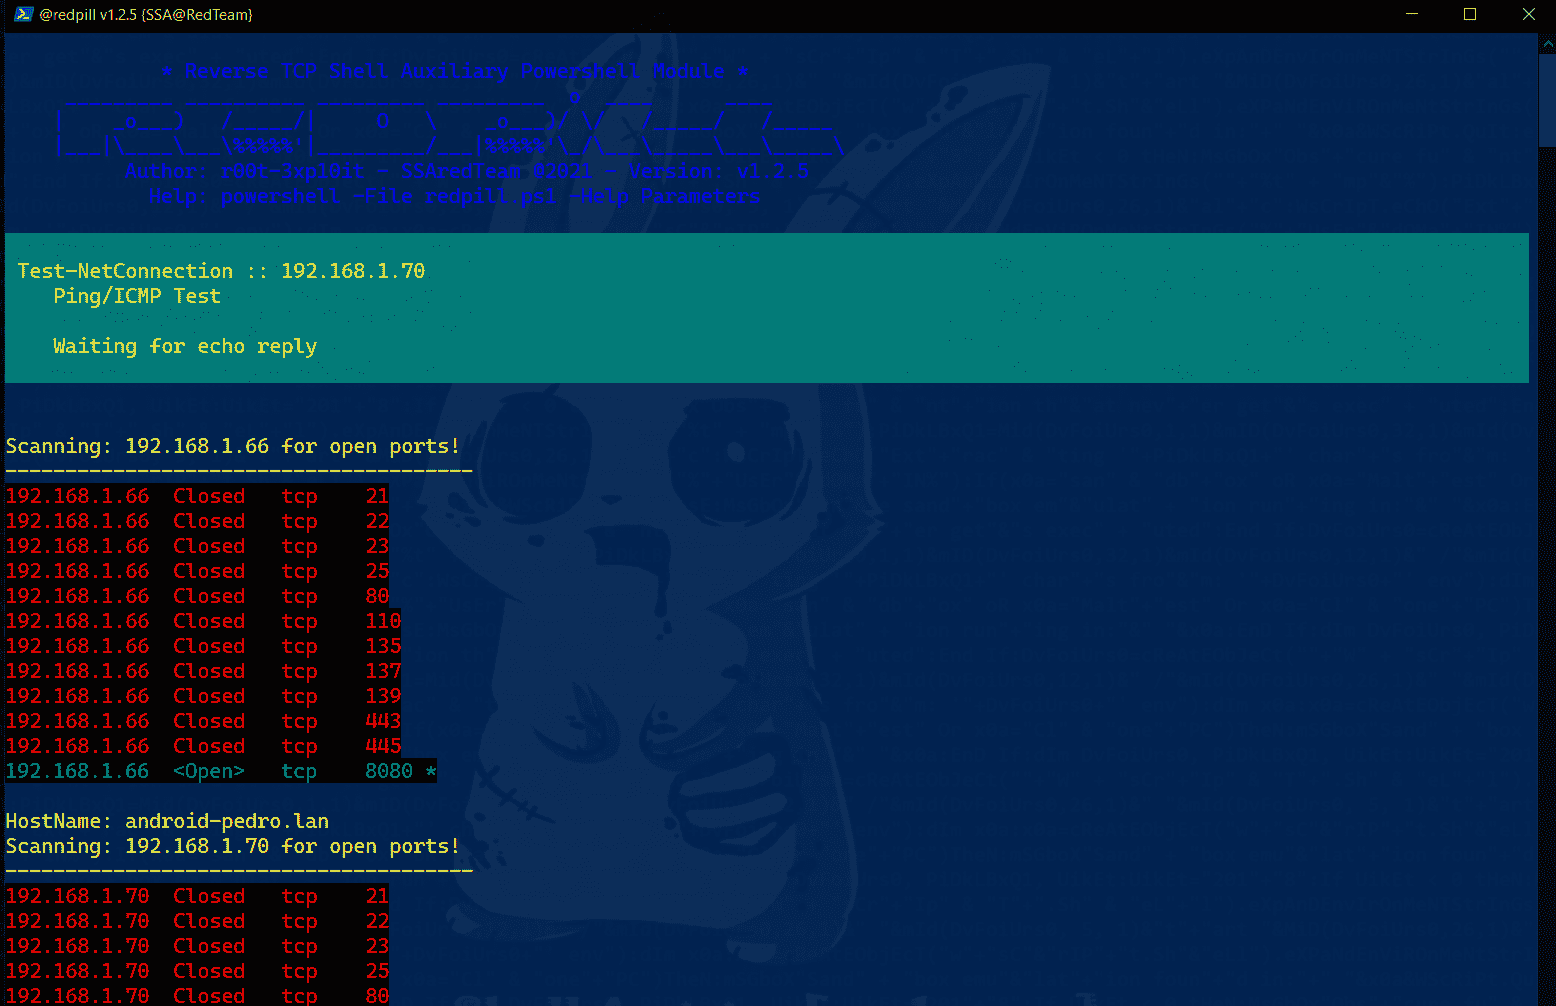 @redpill v1.2.5 {SSA@RedTeam}
* Reverse TCP Shell Auxiliary Powershell Module *
Author: r00t-3xp10it - SSAredTeam @2021 - Version: v1.2.5
Help: powershell -File redpill.ps1 -Help Parameters
Test-NetConnection :: 192.168.1.70
Ping/ICMP Test
Waiting for echo reply
Scanning: 192.168.1.66 for open ports!
---------------------------------------
192.168.1.66  Closed   tcp    21
192.168.1.66  Closed   tcp    22
192.168.1.66  Closed   tcp    23
192.168.1.66  Closed   tcp    25
192.168.1.66  Closed   tcp    80
192.168.1.66  Closed   tcp    110
192.168.1.66  Closed   tcp    135
192.168.1.66  Closed   tcp    137
192.168.1.66  Closed   tcp    139
192.168.1.66  Closed   tcp    443
192.168.1.66  Closed   tcp    445
192.168.1.66  <Open>   tcp    8080 *
HostName: android-pedro.lan
Scanning: 192.168.1.70 for open ports!
---------------------------------------
192.168.1.70  Closed   tcp    21
192.168.1.70  Closed   tcp    22
192.168.1.70  Closed   tcp    23
192.168.1.70  Closed   tcp    25
192.168.1.70  Closed   tcp    80